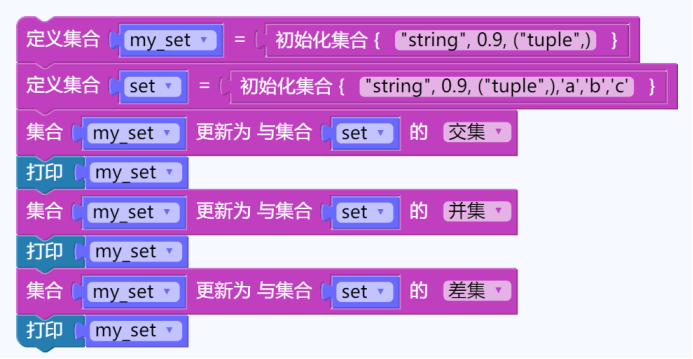 定义集合 my_set = 初始化集合 { "string", 0.9, ("tuple",) }
定义集合 set = 初始化集合 { "string", 0.9, ("tuple",),'a','b','c' }
集合 my_set 更新为 与集合 set 的 交集
打印 my_set
集合 my_set 更新为 与集合 set 的 并集
打印 my_set
集合 my_set 更新为 与集合 set 的 差集
打印 my_set